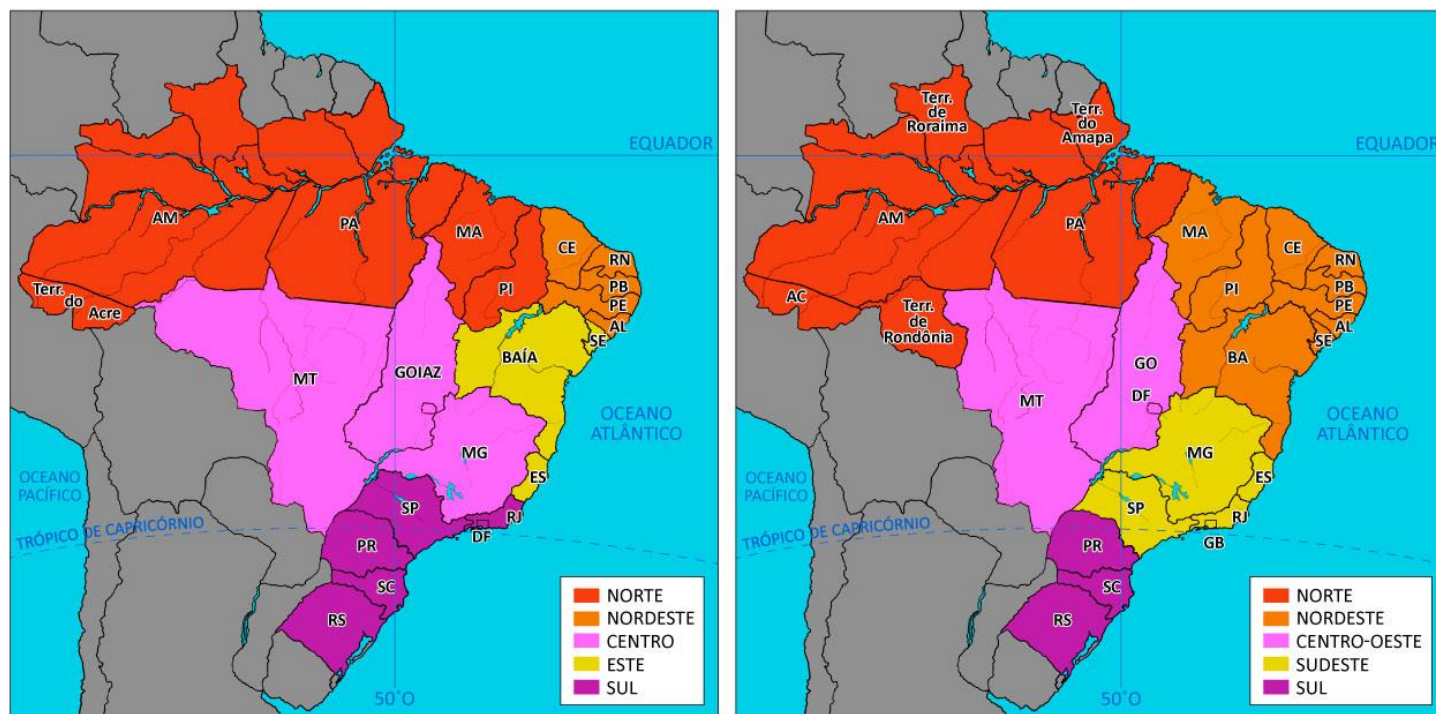 EQUADOR
AM
PA
MA
CE
RN
PB
PE
AL
SE
PI
Terr.
do
Acre
BAÍA
MT
GOIAZ
OCEANO
ATLÂNTICO
MG
ES
OCEANO
PACÍFICO
SP
RJ
DF
TRÓPICO DE CAPRICÓRNIO
PR
SC
RS
50°O
NORTE
NORDESTE
CENTRO
ESTE
SUL
Terr.
de
Roraima
Terr.
do
Amapa
EQUADOR
AM
PA
MA
CE
RN
PB
PE
AL
SE
PI
AC
Terr.
de
Rondônia
BA
GO
DF
MT
OCEANO
ATLÂNTICO
MG
ES
OCEANO
PACÍFICO
SP
RJ
GB
TRÓPICO DE CAPRICÓRNIO
PR
SC
RS
50°O
NORTE
NORDESTE
CENTRO-OESTE
SUDESTE
SUL